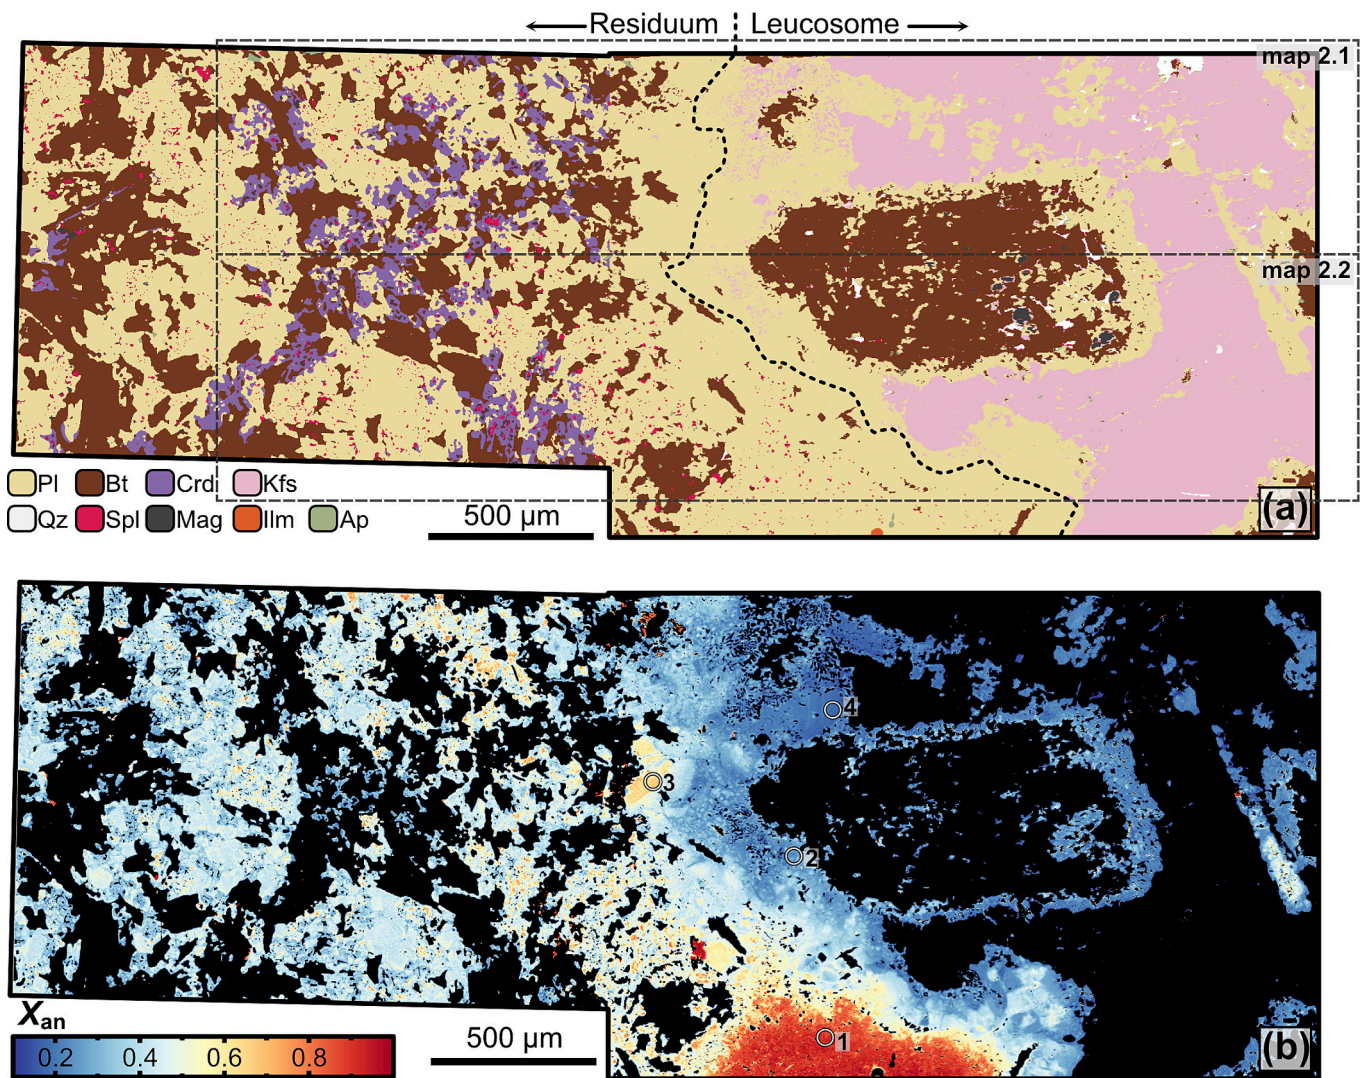 Residuum Leucosome
map 2.1
map 2.2
Pl Bt Crd Kfs
Qz Spl Mag Ilm Ap
500 µm
(a)
4
3
2
1
Xan
0.2 0.4 0.6 0.8
500 µm
(b)